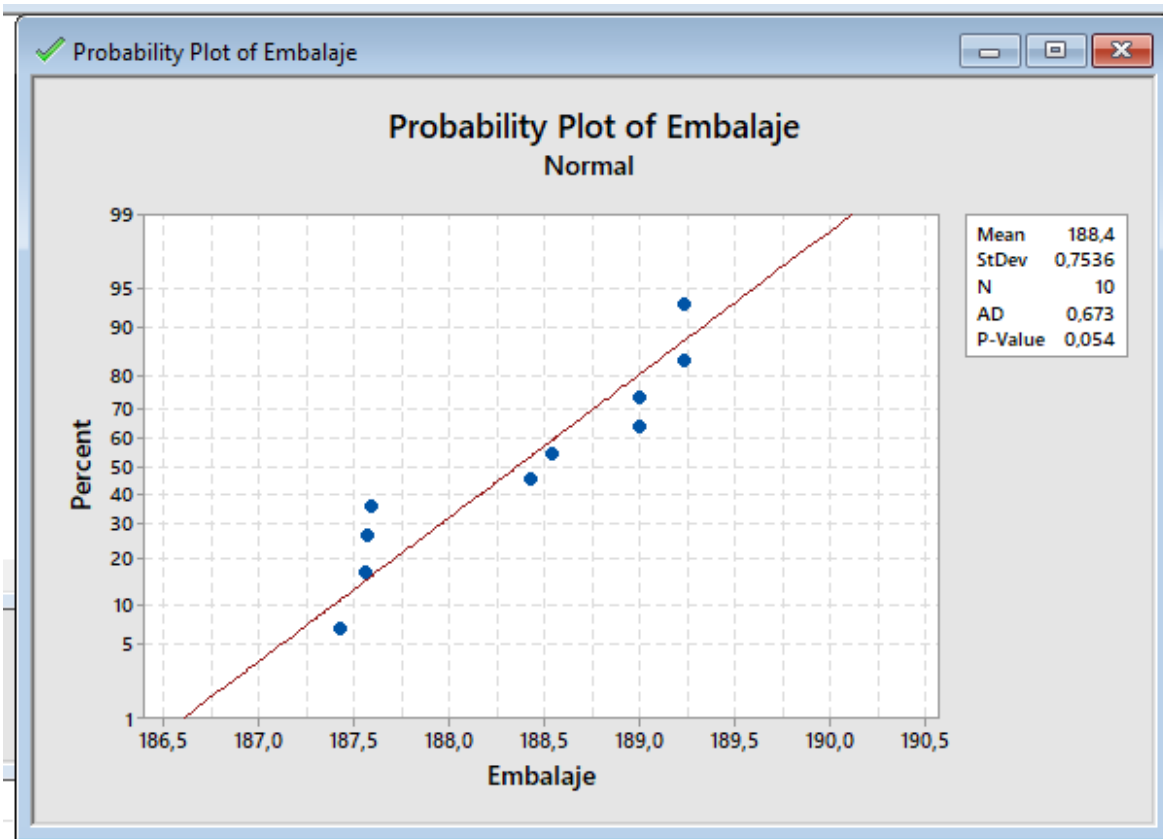 Probability Plot of Embalaje
Probability Plot of Embalaje
Normal
99
95
90
80
70
60
50
40
30
20
10
5
1
Percent
186,5 187,0 187,5 188,0 188,5 189,0 189,5 190,0 190,5
Embalaje
Mean 188,4
StDev 0,7536
N 10
AD 0,673
P-Value 0,054